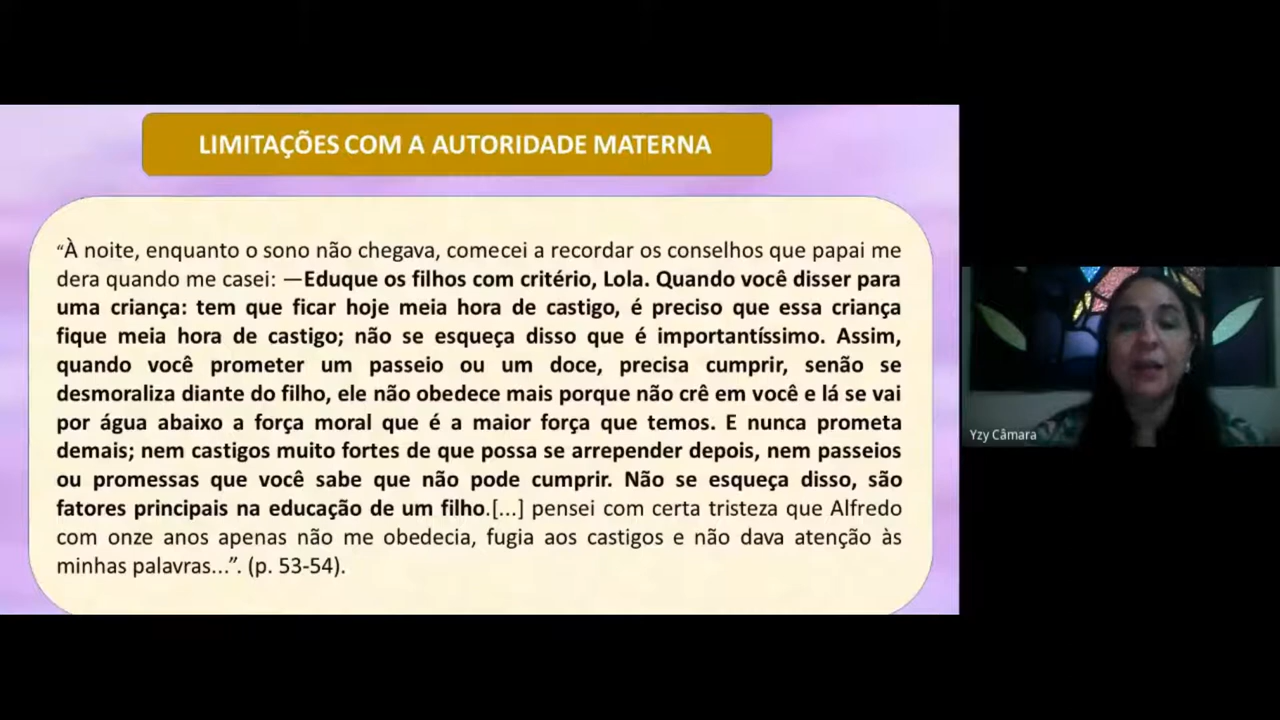 LIMITAÇÕES COM A AUTORIDADE MATERNA
“À noite, enquanto o sono não chegava, comecei a recordar os conselhos que papai me
dera quando me casei: —Eduque os filhos com critério, Lola. Quando você disser para
uma criança: tem que ficar hoje meia hora de castigo, é preciso que essa criança
fique meia hora de castigo; não se esqueça disso que é importantíssimo. Assim,
quando você prometer um passeio ou um doce, precisa cumprir, senão se
desmoraliza diante do filho, ele não obedece mais porque não crê em você e lá se vai
por água abaixo a força moral que é a maior força que temos. E nunca prometa
demais; nem castigos muito fortes de que possa se arrepender depois, nem passeios
ou promessas que você sabe que não pode cumprir. Não se esqueça disso, são
fatores principais na educação de um filho.[...] pensei com certa tristeza que Alfredo
com onze anos apenas não me obedecia, fugia aos castigos e não dava atenção às
minhas palavras...”. (p. 53-54).
Yzy Câmara